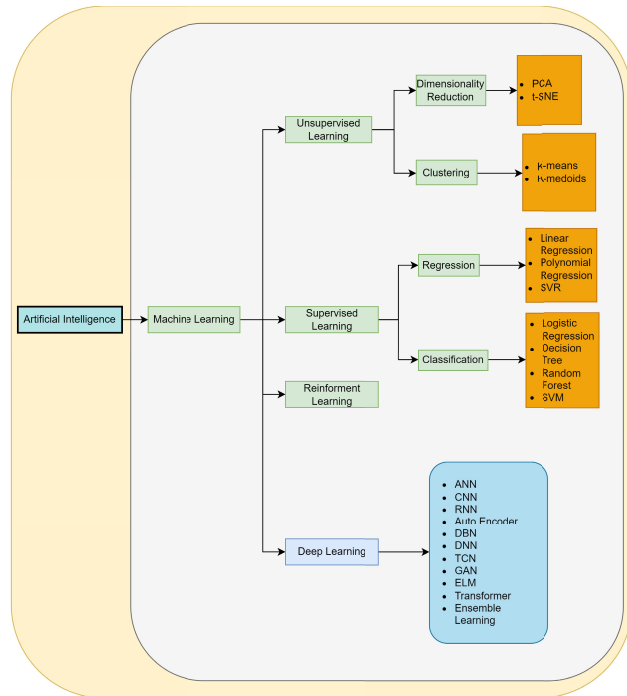 Dimensionality
Reduction
PCA
t-SNE
Unsupervised
Learning
Clustering
k-means
K-medoids
Regression
Linear
Regression
Polynomial
Regression
SVR
Artificial Intelligence
Machine Learning
Supervised
Learning
Classification
Logistic
Regression
Decision
Tree
Random
Forest
SVM
Reinforment
Learning
Deep Learning
ANN
CNN
RNN
Auto Encoder
DBN
DNN
TCN
GAN
ELM
Transformer
Ensemble
Learning